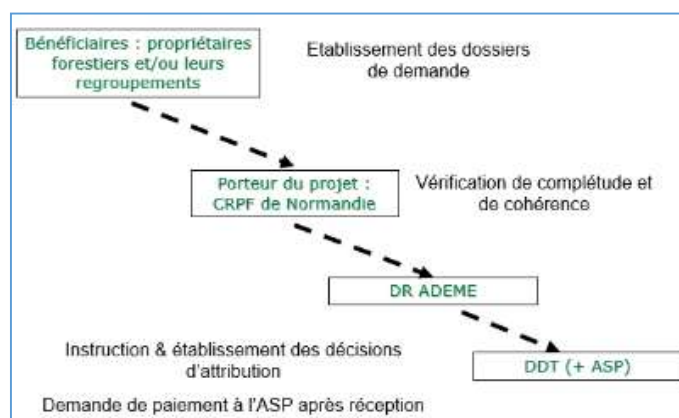 Bénéficiaires : propriétaires
forestiers et/ou leurs
regroupements
Etablissement des dossiers
de demande
Porteur du projet :
CRPF de Normandie
Vérification de complétude et
de cohérence
DR ADEME
Instruction & établissement des décisions
d'attribution
DDT (+ ASP)
Demande de paiement à l'ASP après réception